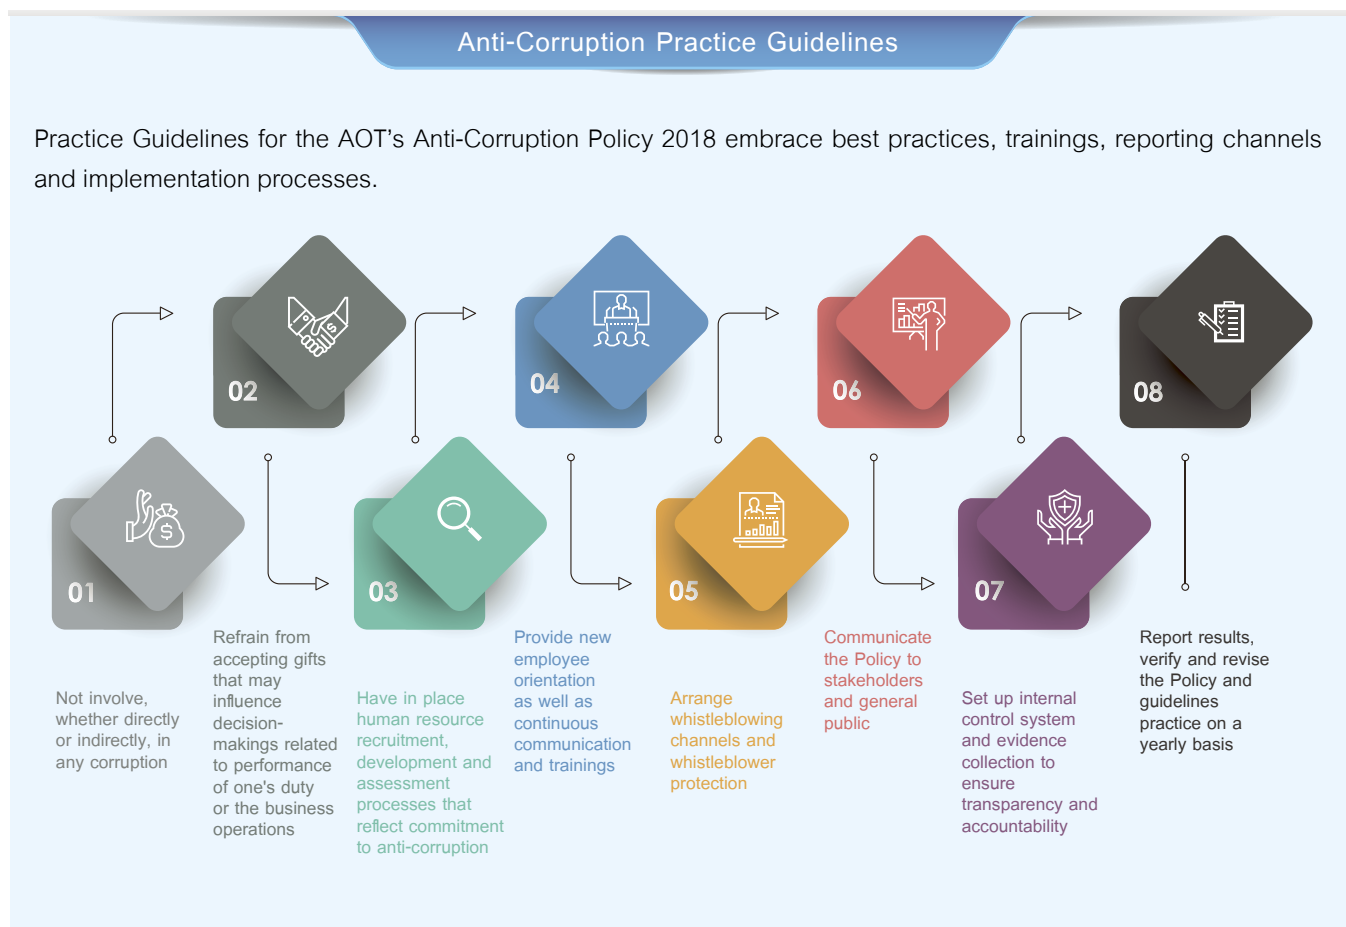 Anti-Corruption Practice Guidelines
Practice Guidelines for the AOT's Anti-Corruption Policy 2018 embrace best practices, trainings, reporting channels
and implementation processes.
01
Not involve,
whether directly
or indirectly, in
any corruption
02
Refrain from
accepting gifts
that may
influence
decision-
makings related
to performance
of one's duty
or the business
operations
03
Have in place
human resource
recruitment,
development and
assessment
processes that
reflect commitment
to anti-corruption
04
Provide new
employee
orientation
as well as
continuous
communication
and trainings
05
Arrange
whistleblowing
channels and
whistleblower
protection
06
Communicate
the Policy to
stakeholders
and general
public
07
Set up internal
control system
and evidence
collection to
ensure
transparency and
accountability
08
Report results,
verify and revise
the Policy and
guidelines
practice on a
yearly basis